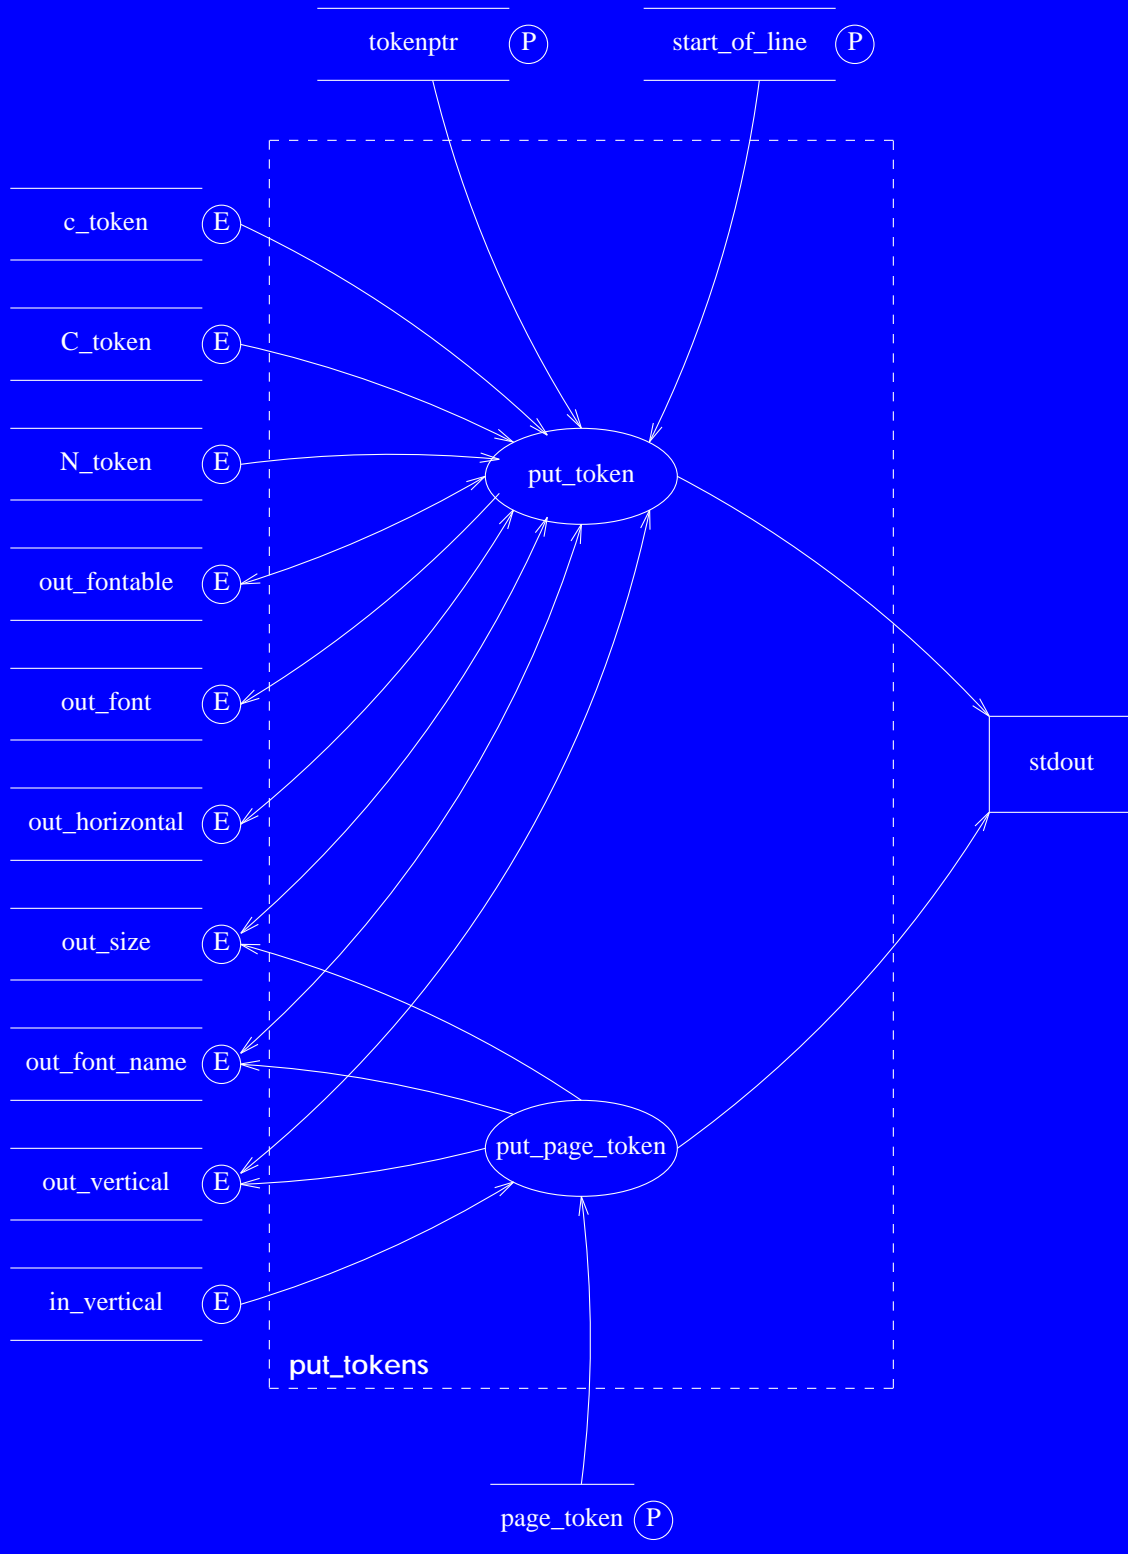 tokenptr P start_of_line P
c_token E
C_token E
N_token E
put_token
out_fontable E
out_font E
stdout
out_horizontal E
out_size E
out_font_name E
put_page_token
out_vertical E
in_vertical E
put_tokens
page_token P